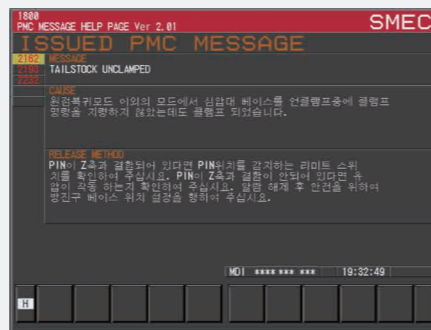 1800
PMC MESSAGE HELP PAGE Ver 2.01
SMEC
ISSUED PMC MESSAGE
2182
MESSAGE
2193
TAILSTOCK UNCLAMPED
2232
CAUSE
원점복귀모드 이외의 모드에서 심압대 베이스를 언클램프중에 클램프
명령을 지령하지 않았는데도 클램프 되었습니다.
RELEASE METHOD
PIN이 Z축과 결합되어 있다면 PIN위치를 감지하는 리미트 스위
치를 확인하여 주십시요. PIN이 Z축과 결합이 안되어 있다면 유
압이 작동 하는지 확인하여 주십시요. 알람 해제 후 안전을 위하여
방진구 베이스 위치 설정을 행하여 주십시요.
MDI **** *** ***
19:32:49
H